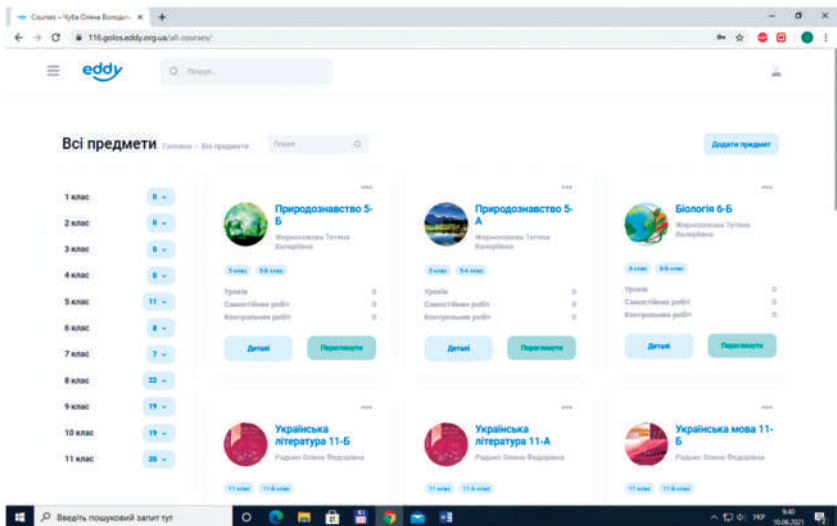 Courses – Чуба Олена Володи
116.golos.eddy.org.ua/all-courses/
eddy
Пошук...
Всі предмети
Головна - Всі предмети
Пошук
Додати предмет
1 клас 0
2 клас 0
3 клас 0
4 клас 0
5 клас 11
6 клас 8
7 клас 7
8 клас 22
9 клас 19
10 клас 19
11 клас 20
Природознавство 5-
Б
Тетяна
Валеріївна
5 клас 5-Б клас
Уроків 0
Самостійних робіт 0
Контрольних робіт 0
Деталі Переглянути
Природознавство 5-
А
Тетяна
Валеріївна
5 клас 5-А клас
Уроків 0
Самостійних робіт 0
Контрольних робіт 0
Деталі Переглянути
Біологія 6-Б
Тетяна
Валеріївна
6 клас 6-Б клас
Уроків 0
Самостійних робіт 0
Контрольних робіт 0
Деталі Переглянути
Українська
література 11-Б
Радько Олена Федорівна
11 клас 11-Б клас
Українська
література 11-А
Радько Олена Федорівна
11 клас 11-А клас
Українська мова 11-
Б
Радько Олена Федорівна
11 клас 11-Б клас
Введіть пошуковий запит тут
УКР
9:40
10.06.2021